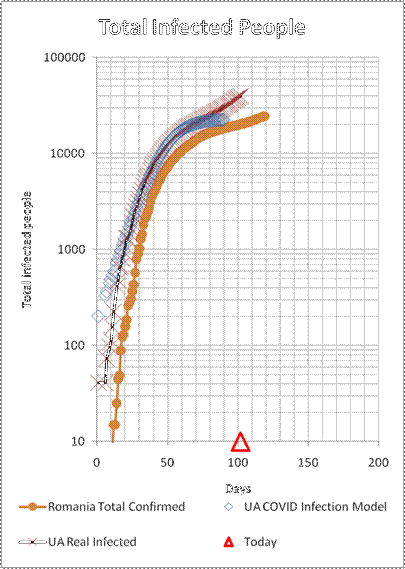 Total Infected People
100000
10000
1000
100
10
Total infected people
0 50 100 150 200
Days
Romania Total Confirmed
UA COVID Infection Model
UA Real Infected
Today